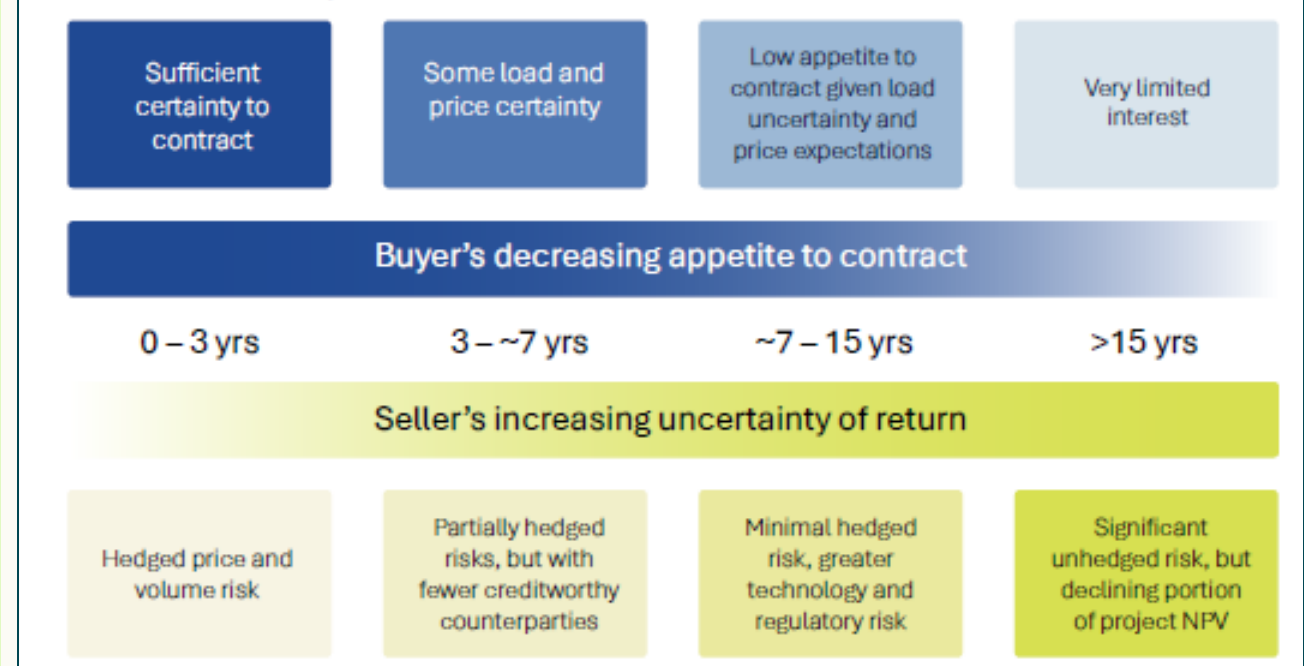 Sufficient
certainty to
contract
Some load and
price certainty
Low appetite to
contract given load
uncertainty and
price expectations
Very limited
interest
Buyer’s decreasing appetite to contract
0 – 3 yrs
3 – ~7 yrs
~7 – 15 yrs
>15 yrs
Seller’s increasing uncertainty of return
Hedged price and
volume risk
Partially hedged
risks, but with
fewer creditworthy
counterparties
Minimal hedged
risk, greater
technology and
regulatory risk
Significant
unhedged risk, but
declining portion
of project NPV